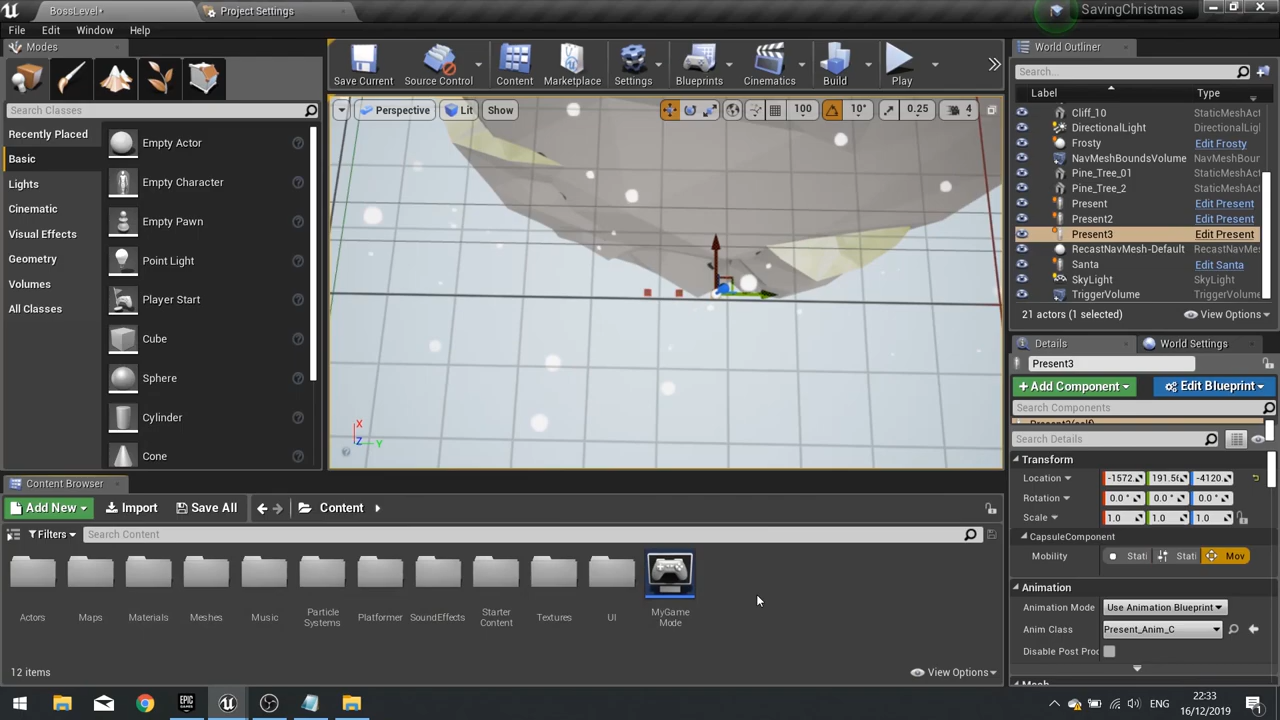 BossLevel•
Project Settings
SavingChristmas
File Edit Window Help
Modes
Search Classes
Recently Placed
Basic
Lights
Cinematic
Visual Effects
Geometry
Volumes
All Classes
Empty Actor
Empty Character
Empty Pawn
Point Light
Player Start
Cube
Sphere
Cylinder
Cone
Save Current
Source Control
Content
Marketplace
Settings
Blueprints
Cinematics
Build
Play
Perspective Lit Show
100 10° 0.25 4
X
Z Y
World Outliner
Search...
Label Type
Cliff_10 StaticMeshAct
DirectionalLight DirectionalLight
Frosty Edit Frosty
NavMeshBoundsVolume NavMeshBoun
Pine_Tree_01 StaticMeshAct
Pine_Tree_2 StaticMeshAct
Present Edit Present
Present2 Edit Present
Present3 Edit Present
RecastNavMesh-Default RecastNavMes
Santa Edit Santa
SkyLight SkyLight
TriggerVolume TriggerVolume
21 actors (1 selected) View Options
Details World Settings
Present3
Add Component Edit Blueprint
Search Components
Search Details
Transform
Location -1572. 191.5 -4120.
Rotation 0.0 ° 0.0 ° 0.0 °
Scale 1.0 1.0 1.0
CapsuleComponent
Mobility Stati Stati Mov
Animation
Animation Mode Use Animation Blueprint
Anim Class Present_Anim_C
Disable Post Proc
Content Browser
Add New Import Save All Content
Filters Search Content
Actors
Maps
Materials
Meshes
Music
Particle
Systems
Platformer
SoundEffects
Starter
Content
Textures
UI
MyGame
Mode
12 items
View Options
EPIC
GAMES
ENG
22:33
16/12/2019
1